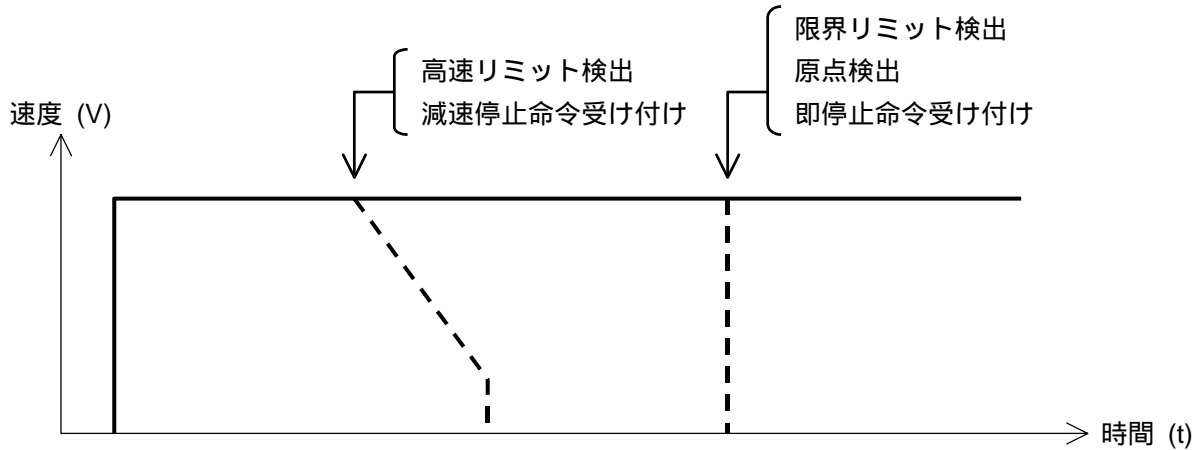 限界リミット検出
原点検出
即停止命令受け付け
高速リミット検出
減速停止命令受け付け
速度 (V)
時間 (t)